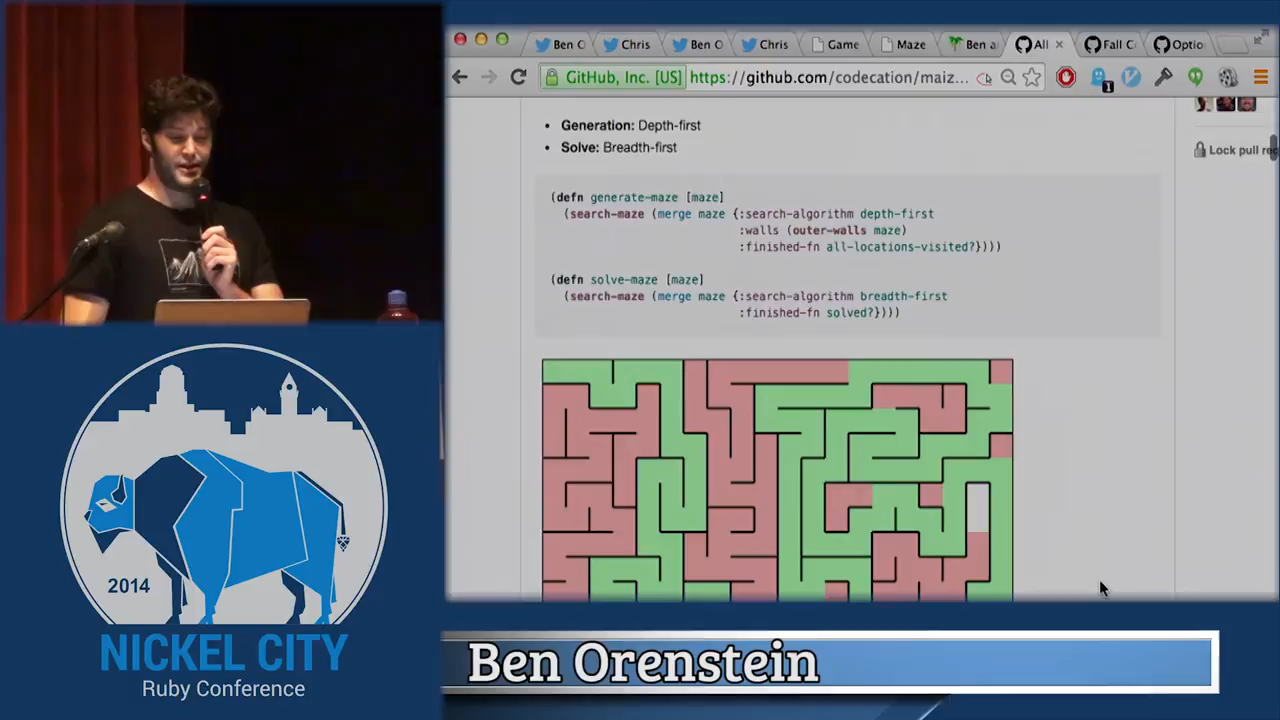 Ben O
Chris
Ben O
Chris
Game
Maze
Ben a
All
Fall C
Optio
GitHub, Inc. [US]
https://github.com/codecation/maiz...
1
• Generation: Depth-first
• Solve: Breadth-first
Lock pull req
(defn generate-maze [maze]
(search-maze (merge maze {:search-algorithm depth-first
:walls (outer-walls maze)
:finished-fn all-locations-visited?})))
(defn solve-maze [maze]
(search-maze (merge maze {:search-algorithm breadth-first
:finished-fn solved?})))
2014
NICKEL CITY
Ruby Conference
Ben Orenstein